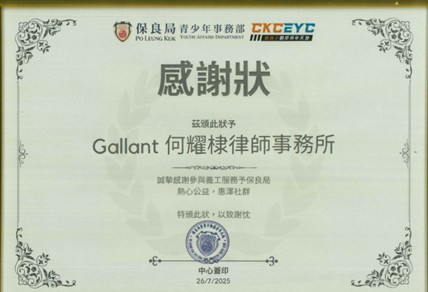 保良局 青少年事務部 CKCEYC
PO LEUNG KUK YOUTH AFFAIRS DEPARTMENT
感謝狀
茲頒此狀予
Gallant 何耀棣律師事務所
誠摯感謝參與義工服務予保良局
熱心公益，惠澤社群
特頒此狀，以致謝忱
中心蓋印
26/7/2025